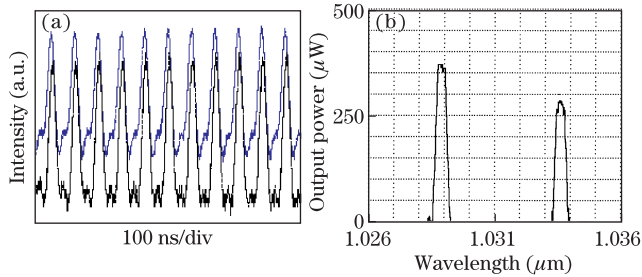 (a)
Intensity (a.u.)
100 ns/div
(b)
Output power (μW)
500
250
0
1.026
1.031
1.036
Wavelength (μm)